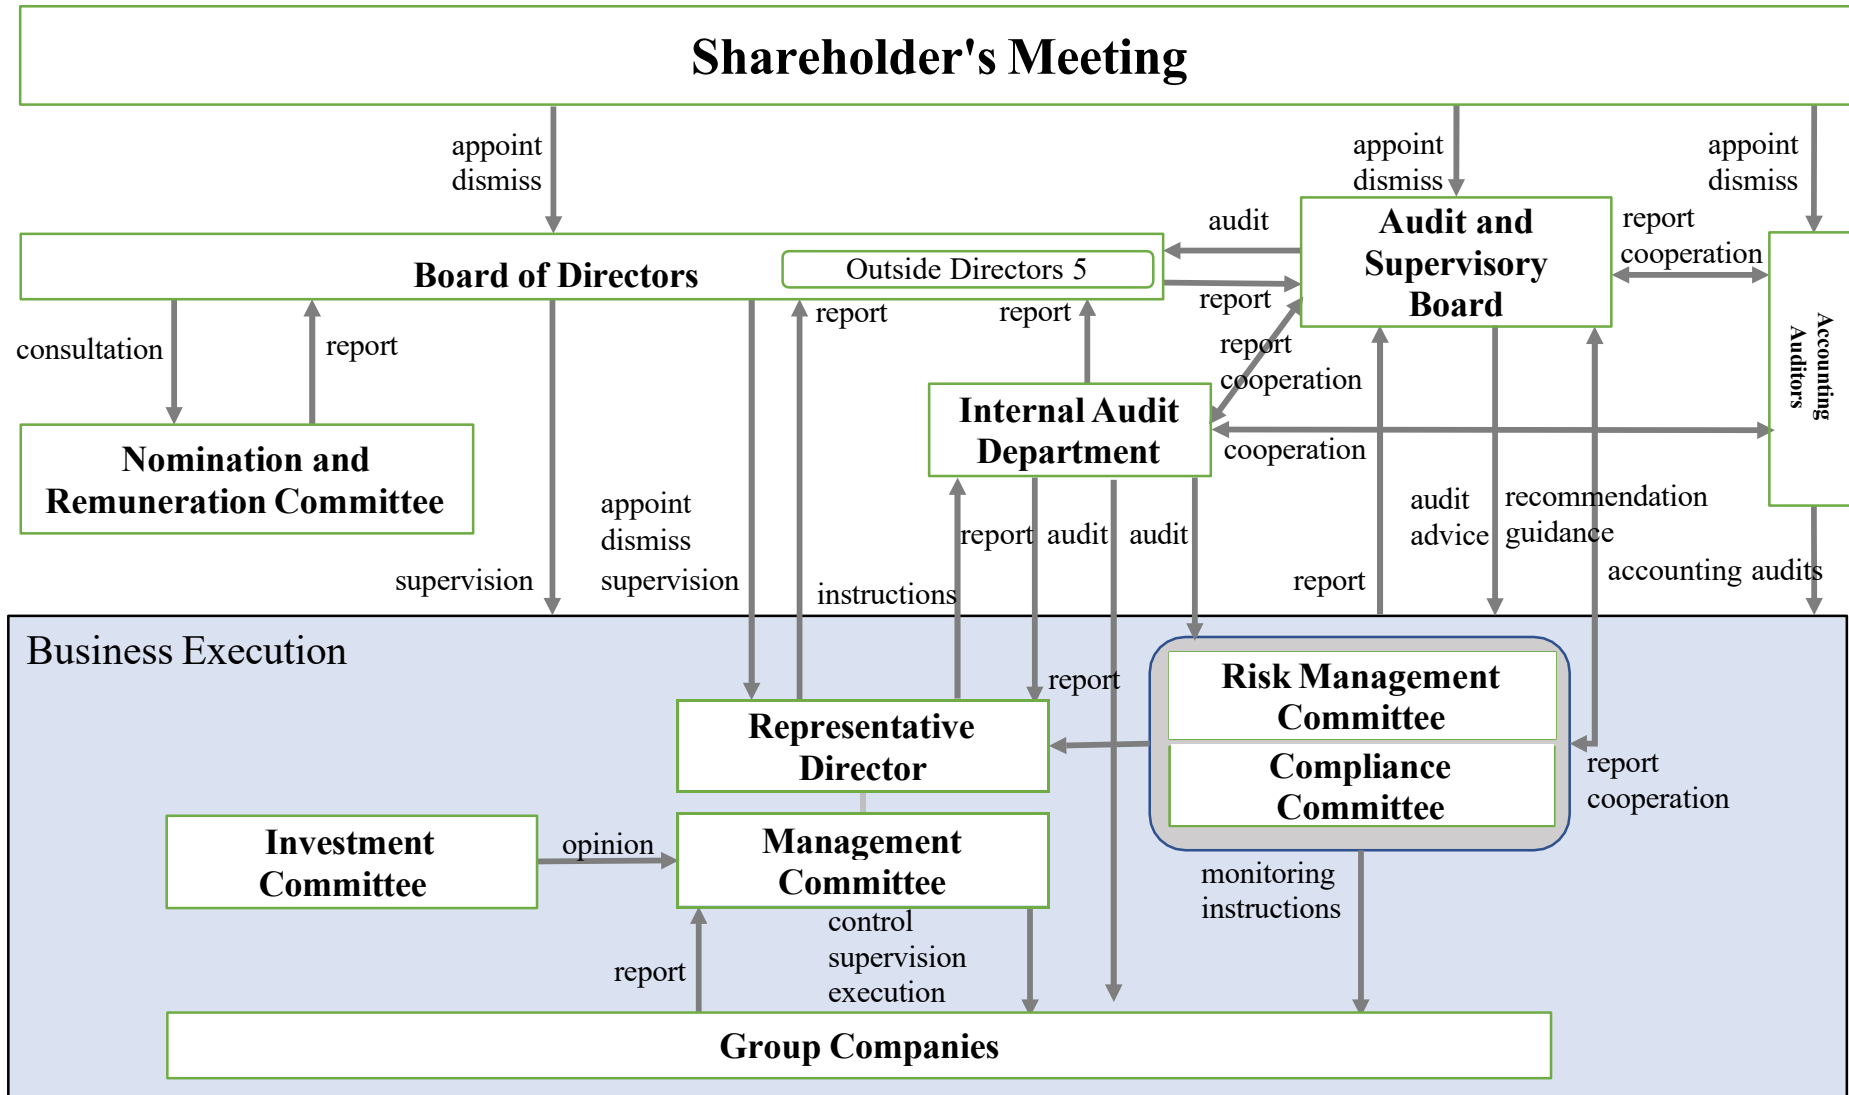 Shareholder's Meeting
appoint
dismiss
appoint
dismiss
appoint
dismiss
Board of Directors
Outside Directors 5
audit
report
Audit and
Supervisory
Board
report
cooperation
Accounting
Auditors
consultation
report
report
report
report
cooperation
Internal Audit
Department
cooperation
Nomination and
Remuneration Committee
supervision
appoint
dismiss
supervision
instructions
report
audit
audit
report
audit
advice
recommendation
guidance
accounting audits
Business Execution
report
Representative
Director
Risk Management
Committee
Compliance
Committee
report
cooperation
Investment
Committee
opinion
Management
Committee
monitoring
instructions
report
control
supervision
execution
Group Companies